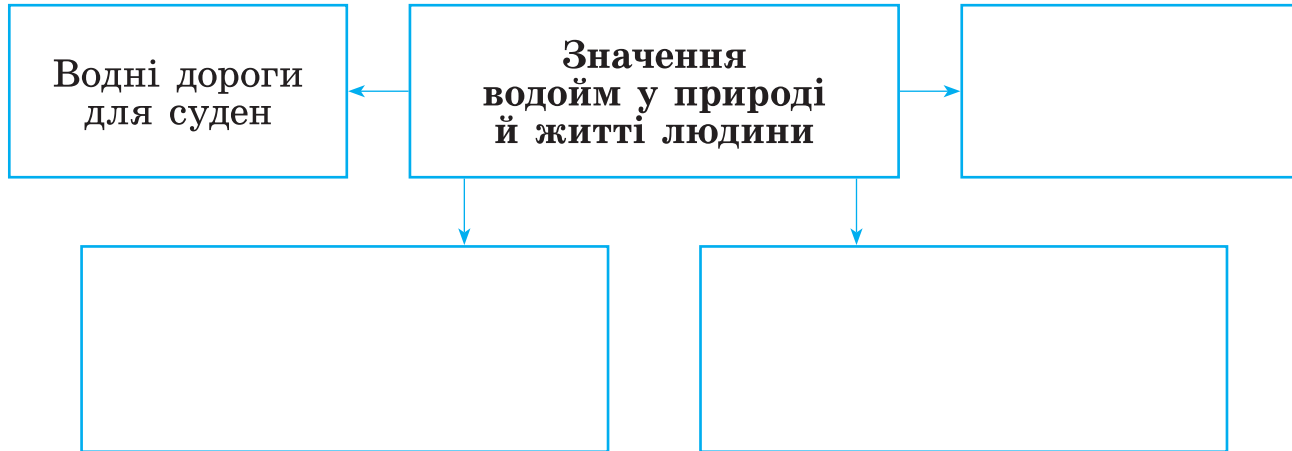 Водні дороги
для суден
Значення
водойм у природі
й житті людини